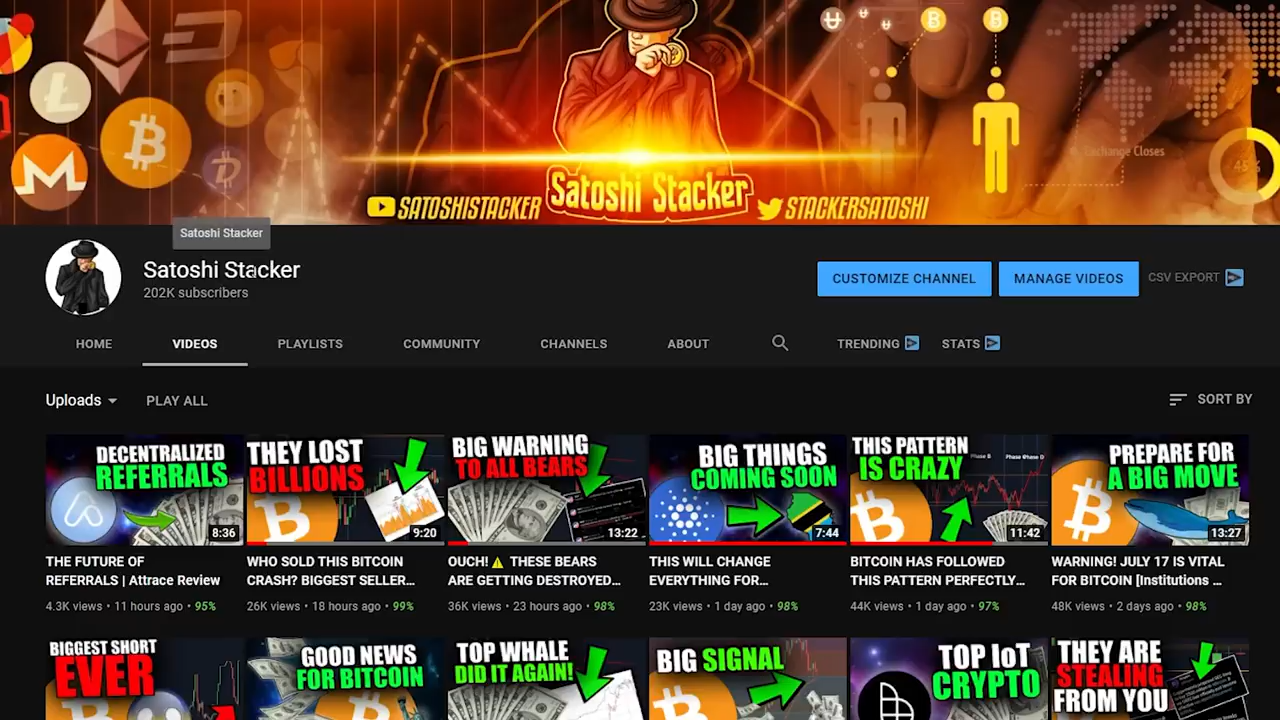 Exchange Closes
45%
SATOSHISTACKER
Satoshi Stacker
STACKERSATOSHI
Satoshi Stacker
Satoshi Stacker
202K subscribers
CUSTOMIZE CHANNEL
MANAGE VIDEOS
CSV EXPORT
HOME
VIDEOS
PLAYLISTS
COMMUNITY
CHANNELS
ABOUT
TRENDING
STATS
Uploads
PLAY ALL
SORT BY
DECENTRALIZED
REFERRALS
8:36
THE FUTURE OF
REFERRALS | Attrace Review
4.3K views • 11 hours ago • 95%
THEY LOST
BILLIONS
9:20
WHO SOLD THIS BITCOIN
CRASH? BIGGEST SELLER...
26K views • 18 hours ago • 99%
BIG WARNING
TO ALL BEARS
13:22
OUCH! ⚠ THESE BEARS
ARE GETTING DESTROYED...
36K views • 23 hours ago • 98%
BIG THINGS
COMING SOON
7:44
THIS WILL CHANGE
EVERYTHING FOR...
23K views • 1 day ago • 98%
THIS PATTERN
IS CRAZY
Phase B
Phase C
Phase D
11:42
BITCOIN HAS FOLLOWED
THIS PATTERN PERFECTLY...
44K views • 1 day ago • 97%
PREPARE FOR
A BIG MOVE
13:27
WARNING! JULY 17 IS VITAL
FOR BITCOIN [Institutions ...
48K views • 2 days ago • 98%
BIGGEST SHORT
EVER
GOOD NEWS
FOR BITCOIN
TOP WHALE
DID IT AGAIN!
BIG SIGNAL
TOP IoT
CRYPTO
THEY ARE
STEALING
FROM YOU